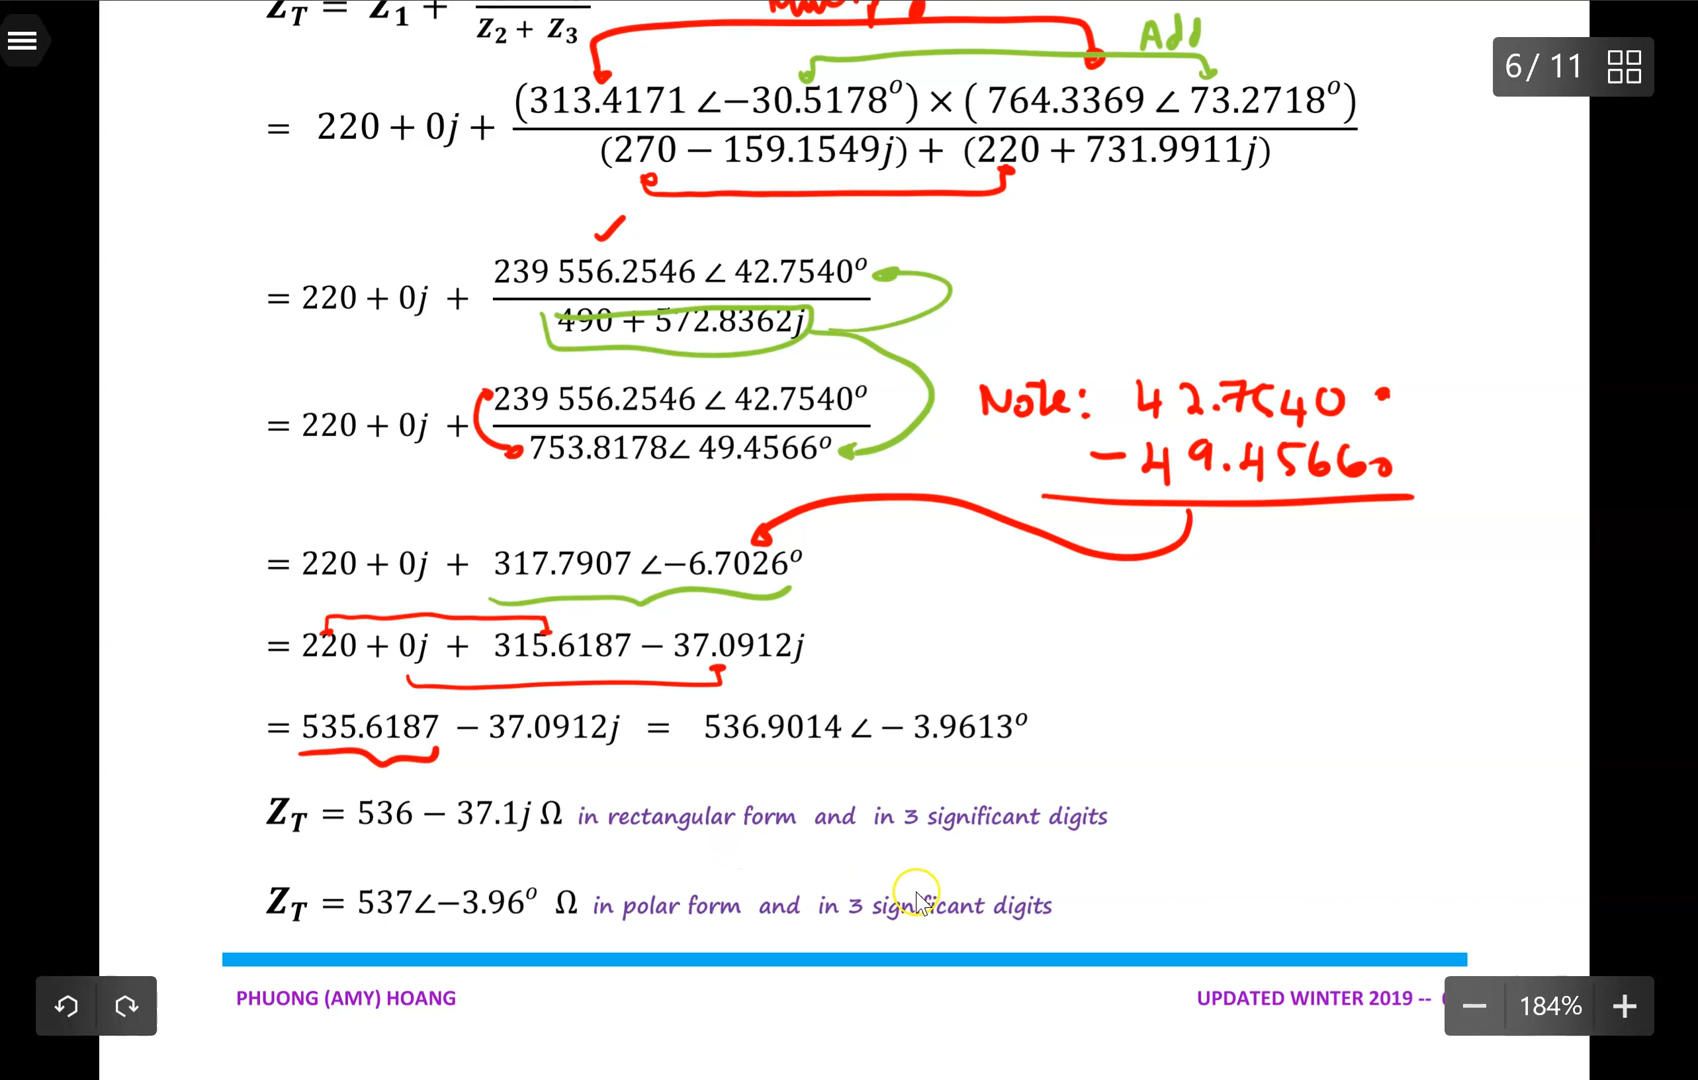 Z_T = Z_1 +
Z_2 + Z_3
Add
6 / 11
= 220 + 0j + (313.4171 ∠−30.5178°) × ( 764.3369 ∠ 73.2718°)
(270 − 159.1549j) + (220 + 731.9911j)
= 220 + 0j + 239 556.2546 ∠ 42.7540°
490 + 572.8362j
= 220 + 0j + 239 556.2546 ∠ 42.7540°
753.8178∠ 49.4566°
Note: 42.7540°
− 49.4566°
= 220 + 0j + 317.7907 ∠−6.7026°
= 220 + 0j + 315.6187 − 37.0912j
= 535.6187 − 37.0912j = 536.9014 ∠ − 3.9613°
Z_T = 536 − 37.1j Ω in rectangular form and in 3 significant digits
Z_T = 537∠−3.96° Ω in polar form and in 3 significant digits
PHUONG (AMY) HOANG
UPDATED WINTER 2019 --
184%